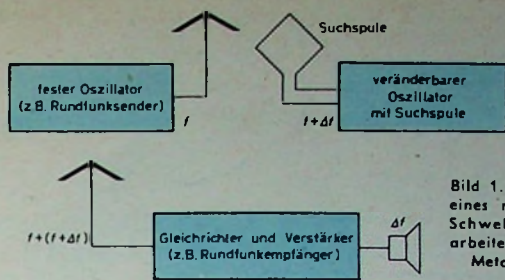 Suchspule
fester Oszillator
(z.B. Rundfunksender)
f
f+Δf
veränderbarer
Oszillator
mit Suchspule
f+(f+Δf)
Gleichrichter und Verstärker
(z.B. Rundfunkempfänger)
Δf
Bild 1.
eines
Schwe
arbeite
Meta